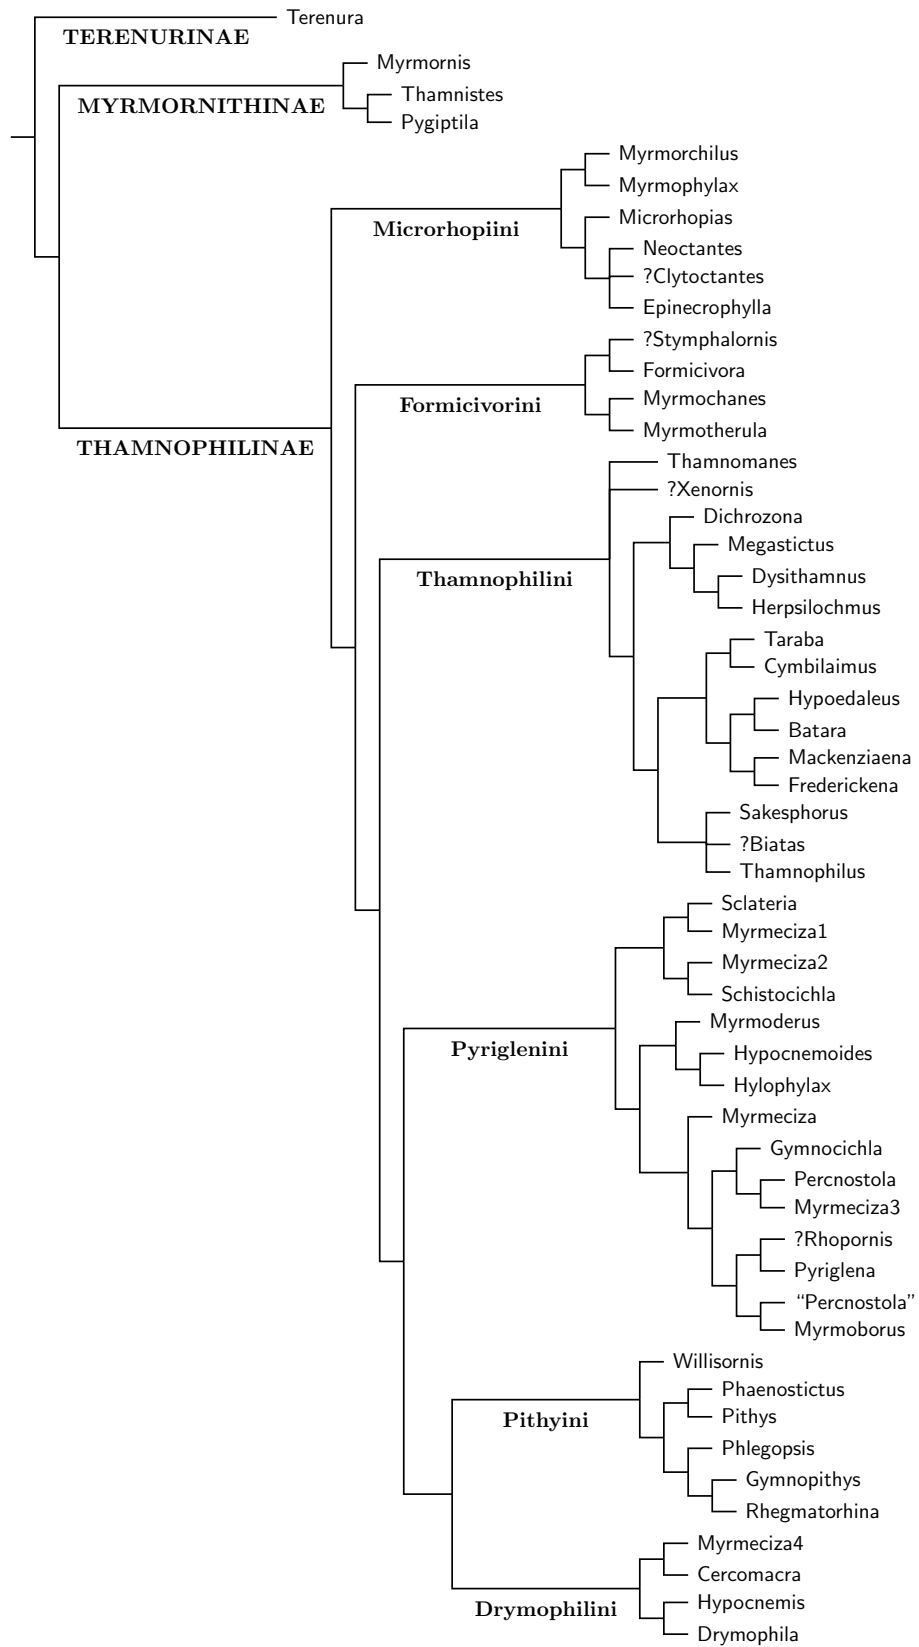 Terenura
TERENURINAE
Myrmornis
MYRMORNITHINAE
Thamnistes
Pygiptila
Myrmorchilus
Myrmophylax
Microrhopias
Microrhopiini
Neoctantes
?Clytoctantes
Epinecrophylla
?Stymphalornis
Formicivora
Myrmochanes
Formicivorini
Myrmotherula
THAMNOPHILINAE
Thamnomanes
?Xenornis
Dichrozona
Megastictus
Dysithamnus
Thamnophilini
Herpsilochmus
Taraba
Cymbilaimus
Hypoedaleus
Batara
Mackenziaena
Frederickena
Sakesphorus
?Biatas
Thamnophilus
Sclateria
Myrmeciza1
Myrmeciza2
Schistocichla
Myrmoderus
Pyriglenini
Hypocnemoides
Hylophylax
Myrmeciza
Gymnocichla
Percnostola
Myrmeciza3
?Rhopornis
Pyriglena
“Percnostola”
Myrmoborus
Willisornis
Phaenostictus
Pithys
Pithyini
Phlegopsis
Gymnopithys
Rhegmatorhina
Myrmeciza4
Cercomacra
Hypocnemis
Drymophilini
Drymophila